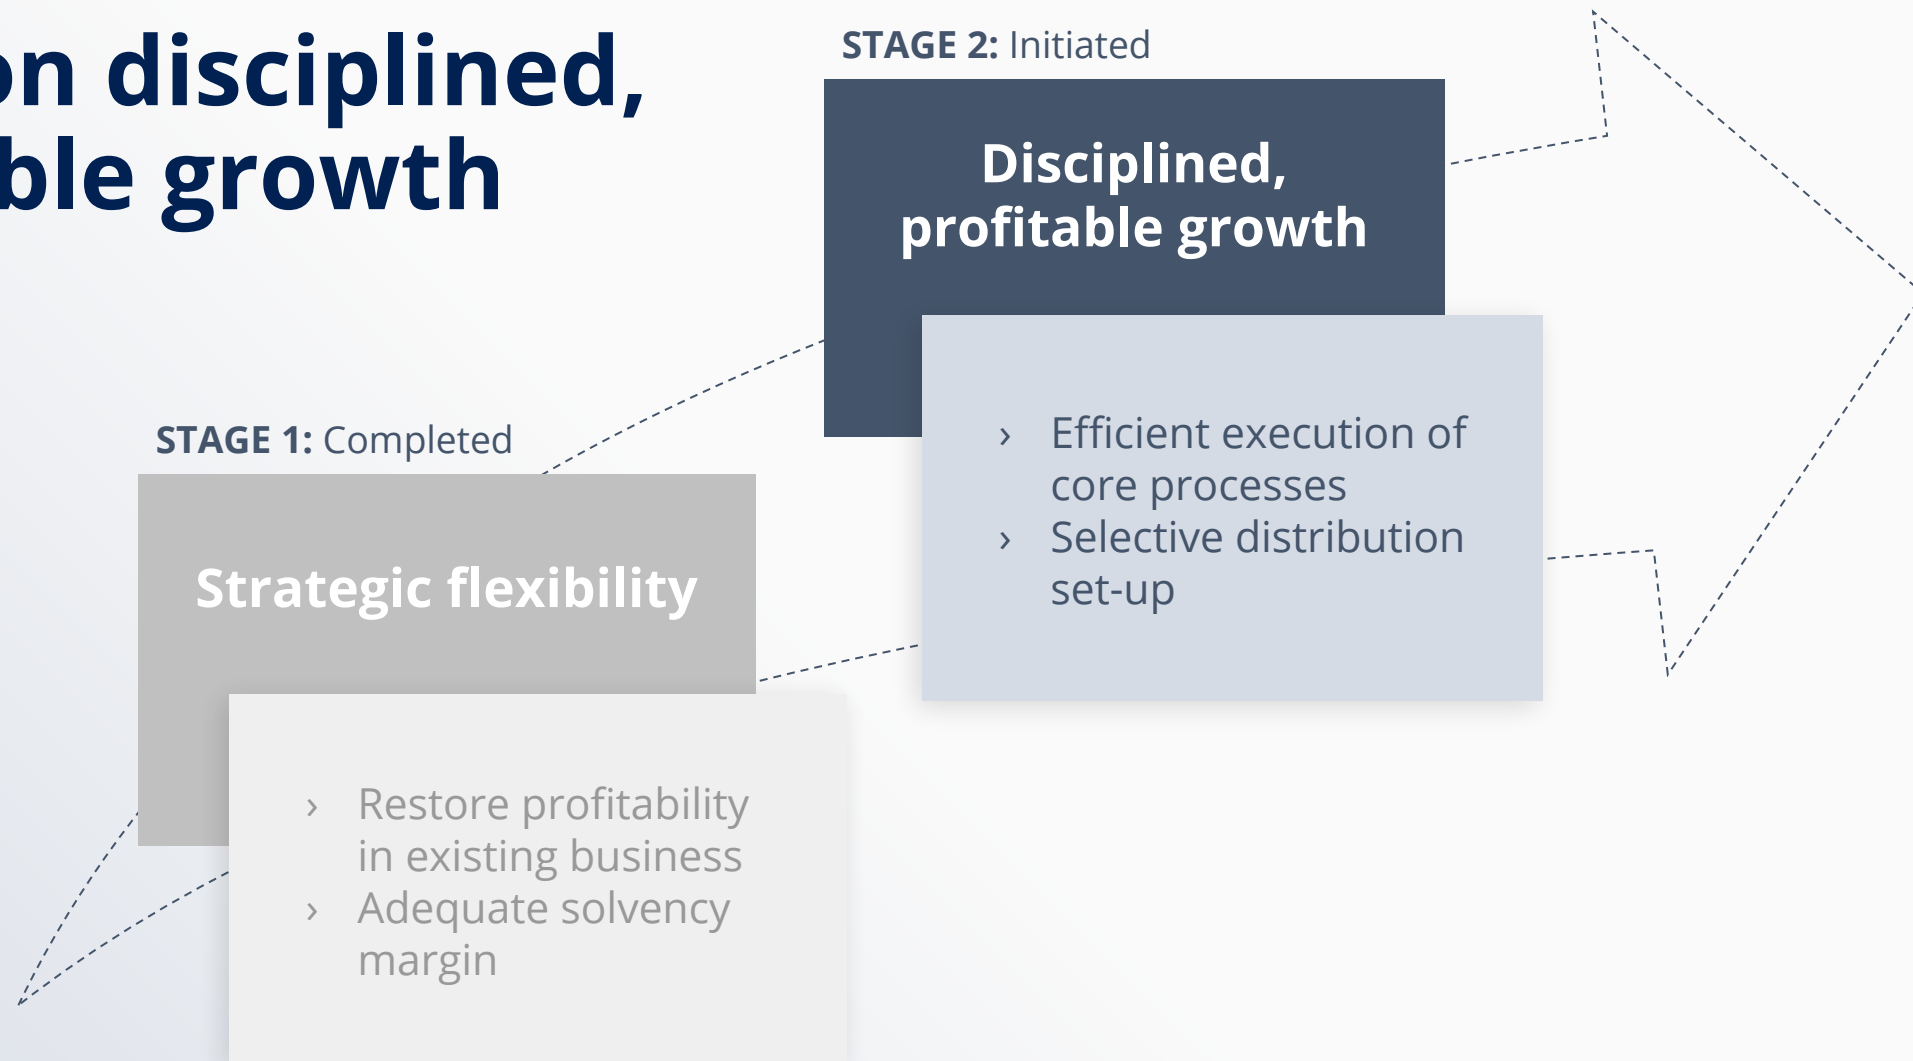 on disciplined,
ble growth
STAGE 2: Initiated
Disciplined,
profitable growth
› Efficient execution of
core processes
› Selective distribution
set-up
STAGE 1: Completed
Strategic flexibility
› Restore profitability
in existing business
› Adequate solvency
margin